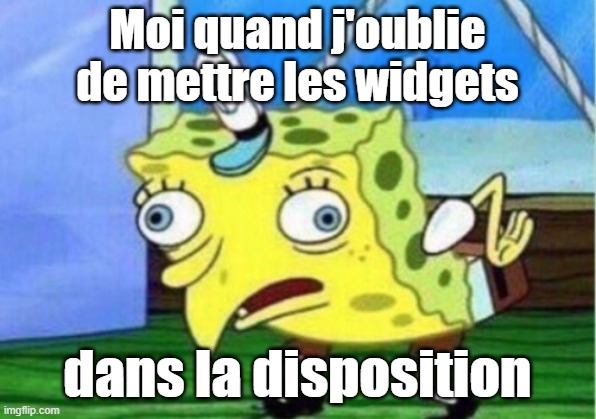 Moi quand j'oublie
de mettre les widgets
dans la disposition
imgflip.com